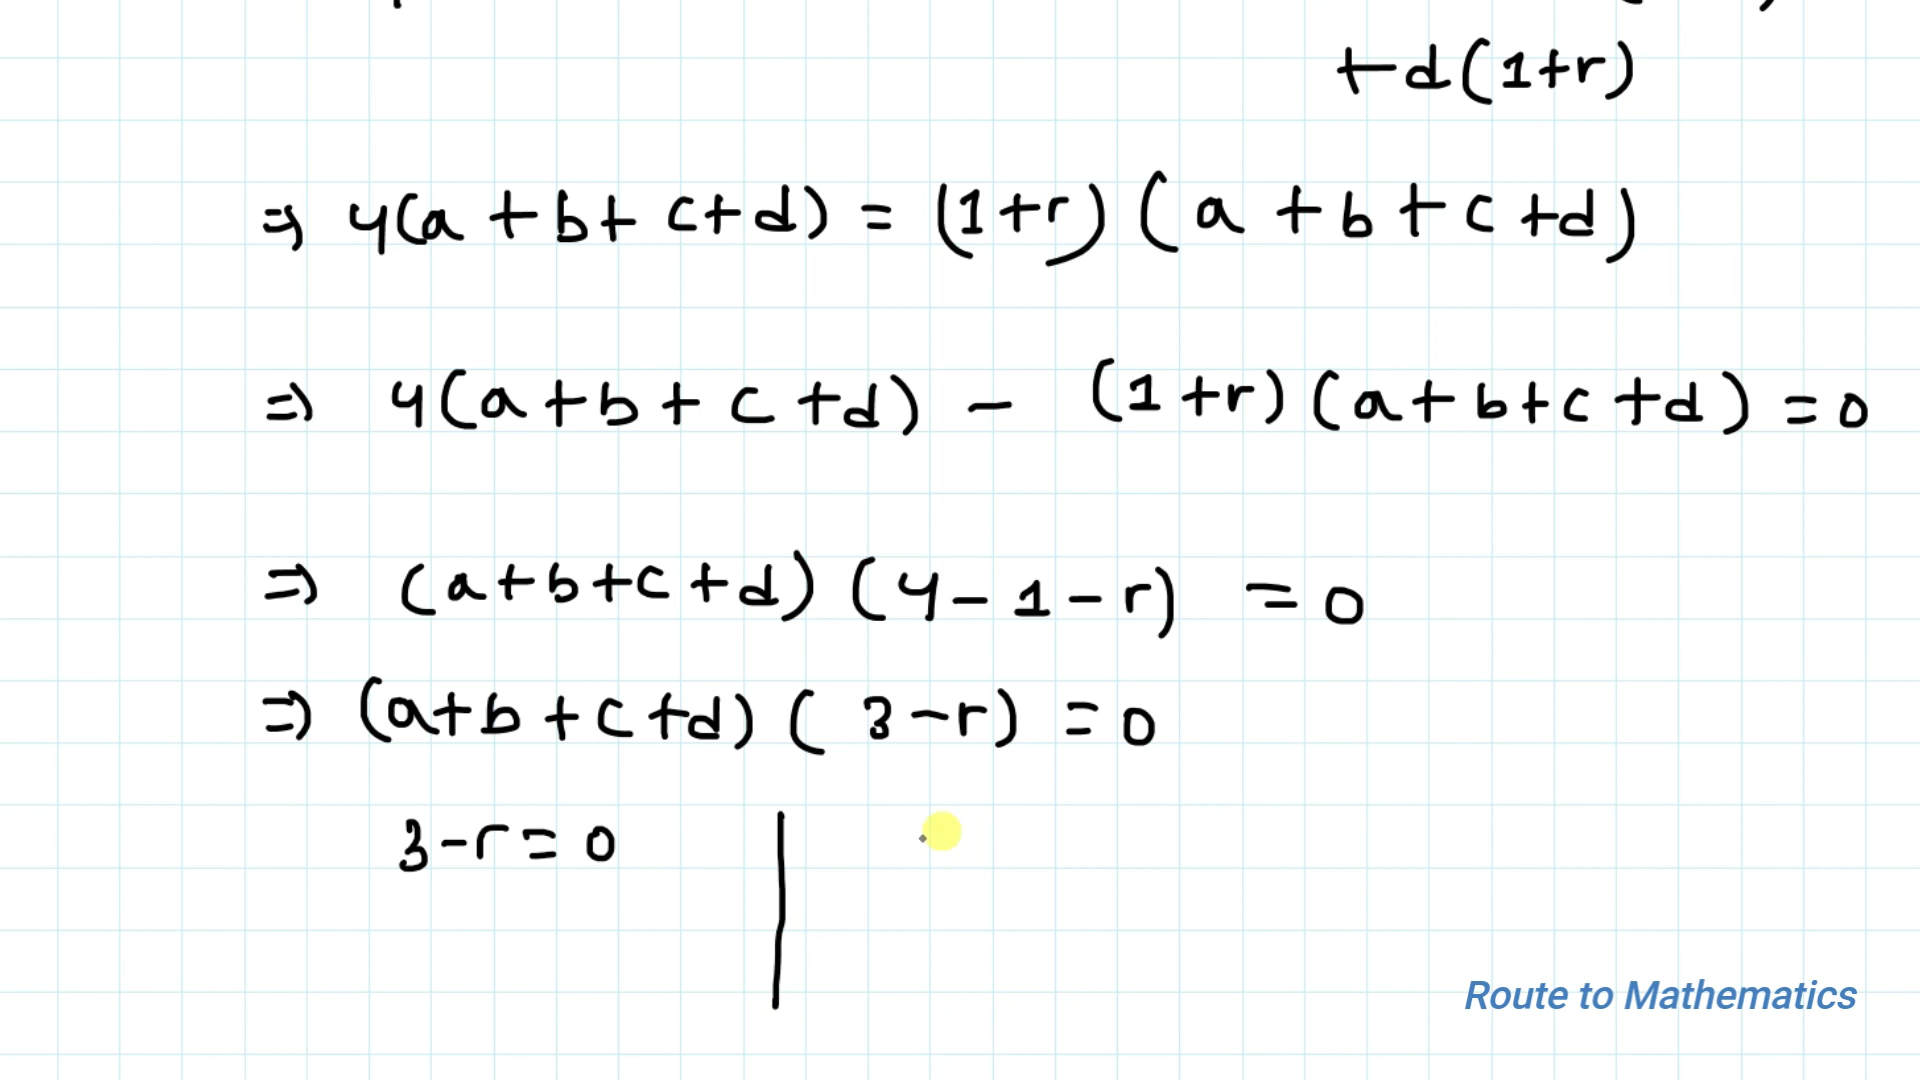 +d(1+r)
⇒ 4(a+b+c+d) = (1+r)(a+b+c+d)
⇒ 4(a+b+c+d) - (1+r)(a+b+c+d) = 0
⇒ (a+b+c+d)(4-1-r) = 0
⇒ (a+b+c+d)(3-r) = 0
3-r = 0
Route to Mathematics